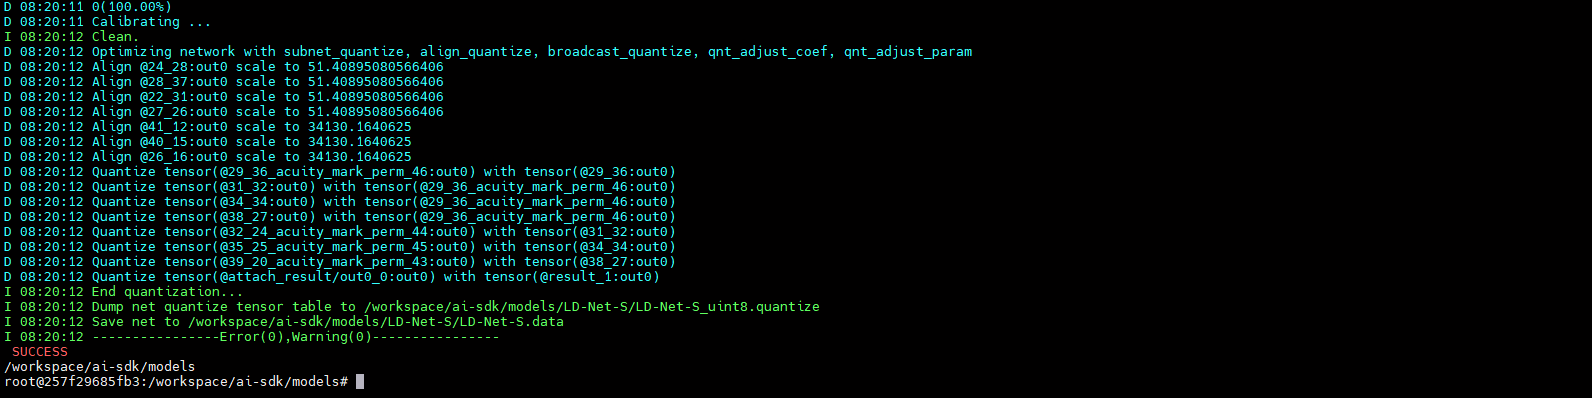 D 08:20:11 0(100.00%)
D 08:20:11 Calibrating ...
I 08:20:12 Clean.
D 08:20:12 Optimizing network with subnet_quantize, align_quantize, broadcast_quantize, qnt_adjust_coef, qnt_adjust_param
D 08:20:12 Align @24_28:out0 scale to 51.40895080566406
D 08:20:12 Align @28_37:out0 scale to 51.40895080566406
D 08:20:12 Align @22_31:out0 scale to 51.40895080566406
D 08:20:12 Align @27_26:out0 scale to 51.40895080566406
D 08:20:12 Align @41_12:out0 scale to 34130.1640625
D 08:20:12 Align @40_15:out0 scale to 34130.1640625
D 08:20:12 Align @26_16:out0 scale to 34130.1640625
D 08:20:12 Quantize tensor(@29_36_acuity_mark_perm_46:out0) with tensor(@29_36:out0)
D 08:20:12 Quantize tensor(@31_32:out0) with tensor(@29_36_acuity_mark_perm_46:out0)
D 08:20:12 Quantize tensor(@34_34:out0) with tensor(@29_36_acuity_mark_perm_46:out0)
D 08:20:12 Quantize tensor(@38_27:out0) with tensor(@29_36_acuity_mark_perm_46:out0)
D 08:20:12 Quantize tensor(@32_24_acuity_mark_perm_44:out0) with tensor(@31_32:out0)
D 08:20:12 Quantize tensor(@35_25_acuity_mark_perm_45:out0) with tensor(@34_34:out0)
D 08:20:12 Quantize tensor(@39_20_acuity_mark_perm_43:out0) with tensor(@38_27:out0)
D 08:20:12 Quantize tensor(@attach_result/out0_0:out0) with tensor(@result_1:out0)
I 08:20:12 End quantization...
I 08:20:12 Dump net quantize tensor table to /workspace/ai-sdk/models/LD-Net-S/LD-Net-S_uint8.quantize
I 08:20:12 Save net to /workspace/ai-sdk/models/LD-Net-S/LD-Net-S.data
I 08:20:12 ----------------Error(0),Warning(0)----------------
SUCCESS
/workspace/ai-sdk/models
root@257f29685fb3:/workspace/ai-sdk/models#